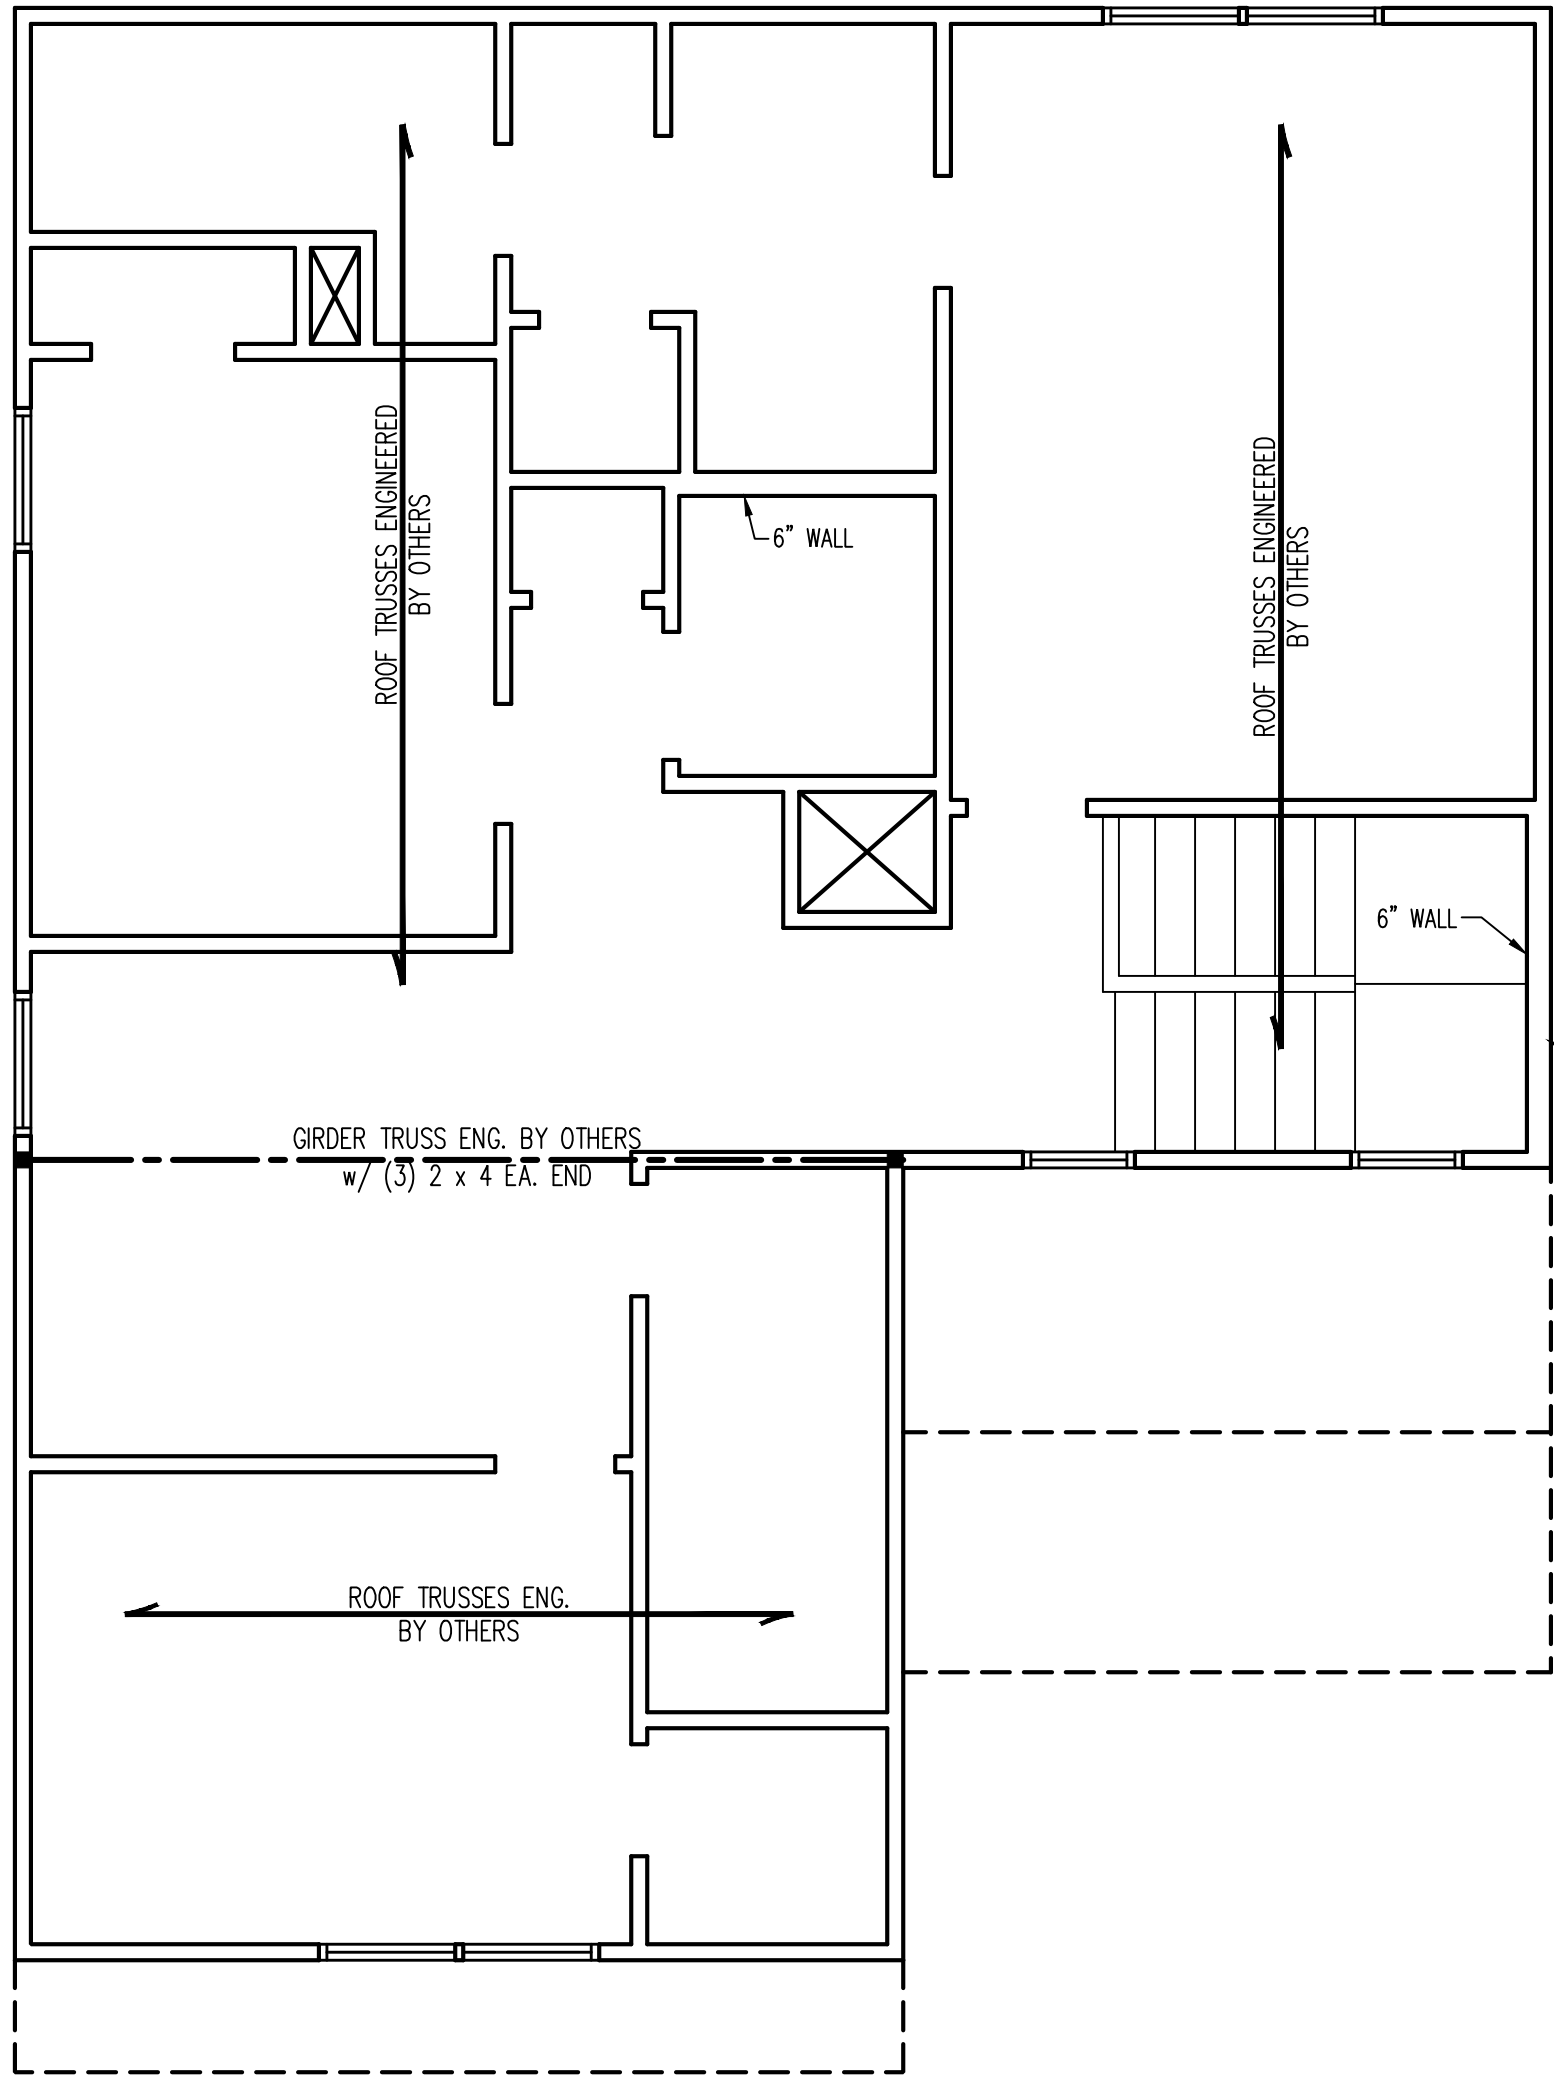 ROOF TRUSSES ENGINEERED
BY OTHERS
ROOF TRUSSES ENGINEERED
BY OTHERS
6” WALL
6” WALL
GIRDER TRUSS ENG. BY OTHERS
w/ (3) 2 x 4 EA. END
ROOF TRUSSES ENG.
BY OTHERS